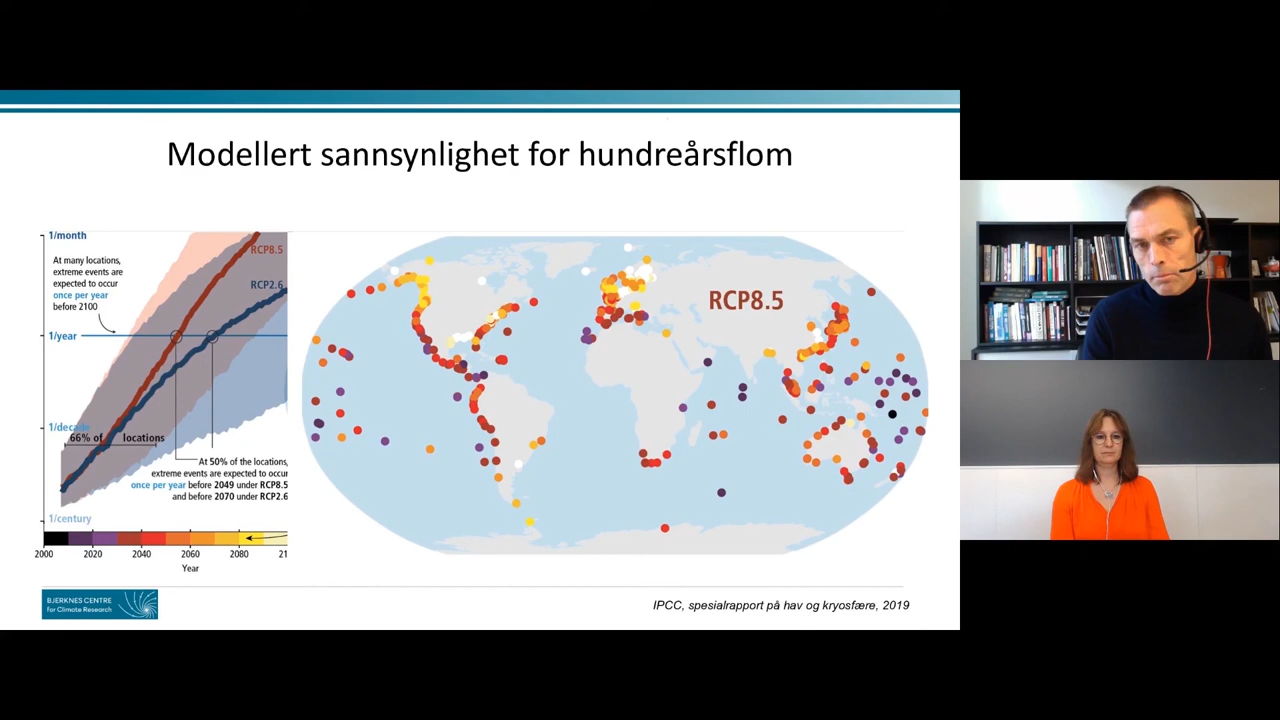 Modellert sannsynlighet for hundreårsflom
1/month
At many locations,
extreme events are
expected to occur
once per year
before 2100
RCP8.5
RCP2.6
1/year
1/decade
66% of locations
At 50% of the locations,
extreme events are expected to occur
once per year before 2049 under RCP8.5
and before 2070 under RCP2.6
1/century
2000 2020 2040 2060 2080 21
Year
RCP8.5
BJERKNES CENTRE
for Climate Research
IPCC, spesialrapport på hav og kryosfære, 2019